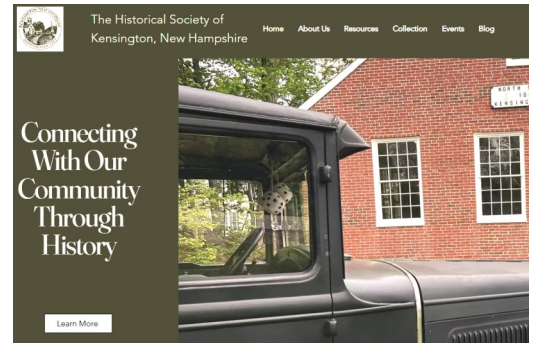 The Historical Society of
Kensington, New Hampshire
Home About Us Resources Collection Events Blog
NORTH
10
KENSING
Connecting
With Our
Community
Through
History
Learn More